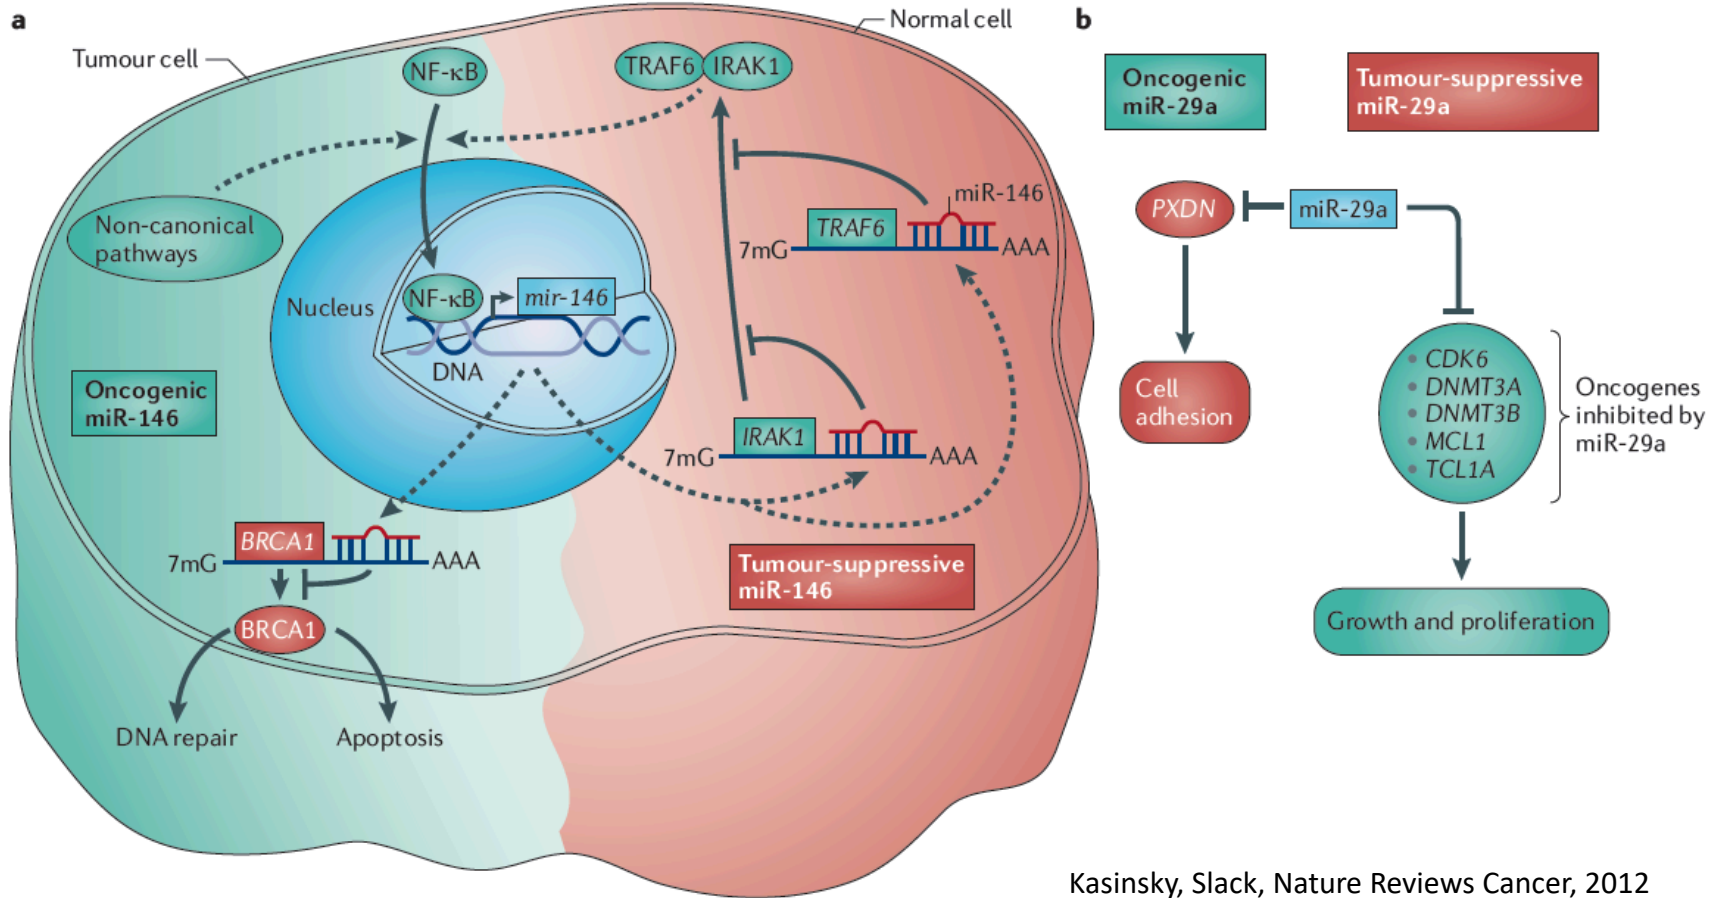 a
Normal cell
b
Tumour cell
NF-κB
TRAF6
IRAK1
Oncogenic
miR-29a
Tumour-suppressive
miR-29a
Non-canonical
pathways
miR-146
TRAF6
7mG
AAA
PXDN
miR-29a
Nucleus
NF-κB
mir-146
DNA
Oncogenic
miR-146
IRAK1
7mG
AAA
Cell
adhesion
• CDK6
• DNMT3A
• DNMT3B
• MCL1
• TCL1A
Oncogenes
inhibited by
miR-29a
BRCA1
7mG
AAA
Tumour-suppressive
miR-146
BRCA1
Growth and proliferation
DNA repair
Apoptosis
Kasinsky, Slack, Nature Reviews Cancer, 2012